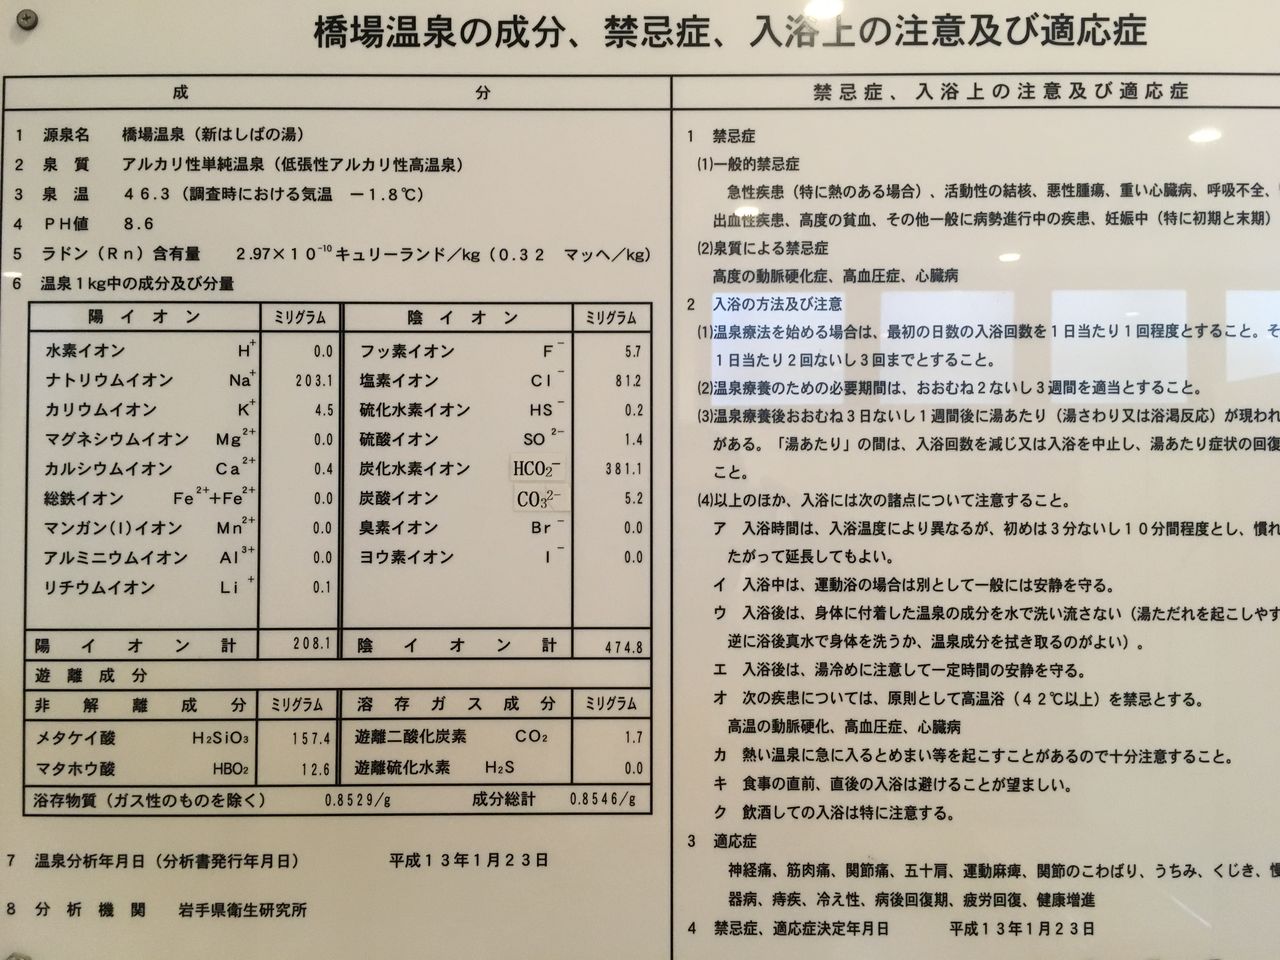 橋場温泉の成分、禁忌症、入浴上の注意及び適応症
成 分
1 源泉名 橋場温泉（新はしばの湯）
2 泉質 アルカリ性単純温泉（低張性アルカリ性高温泉）
3 泉温 46.3（調査時における気温 －1.8℃）
4 PH値 8.6
5 ラドン（Rn）含有量 2.97×10⁻¹⁰キュリーランド／kg（0.32 マッヘ／kg）
6 温泉1kg中の成分及び分量
陽イオン ミリグラム 陰イオン ミリグラム
水素イオン H⁺ 0.0 フッ素イオン F⁻ 5.7
ナトリウムイオン Na⁺ 203.1 塩素イオン Cl⁻ 81.2
カリウムイオン K⁺ 4.5 硫化水素イオン HS⁻ 0.2
マグネシウムイオン Mg²⁺ 0.0 硫酸イオン SO²⁻ 1.4
カルシウムイオン Ca²⁺ 0.4 炭化水素イオン HCO₂⁻ 381.1
総鉄イオン Fe²⁺+Fe²⁺ 0.0 炭酸イオン CO₃²⁻ 5.2
マンガン(I)イオン Mn²⁺ 0.0 臭素イオン Br⁻ 0.0
アルミニウムイオン Al³⁺ 0.0 ヨウ素イオン I⁻ 0.0
リチウムイオン Li⁺ 0.1
陽イオン計 208.1 陰イオン計 474.8
遊離成分
非解離成分 ミリグラム 溶存ガス成分 ミリグラム
メタケイ酸 H₂SiO₃ 157.4 遊離二酸化炭素 CO₂ 1.7
マタホウ酸 HBO₂ 12.6 遊離硫化水素 H₂S 0.0
浴存物質（ガス性のものを除く） 0.8529/g 成分総計 0.8546/g
7 温泉分析年月日（分析書発行年月日） 平成13年1月23日
8 分析機関 岩手県衛生研究所
禁忌症、入浴上の注意及び適応症
1 禁忌症
(1)一般的禁忌症
急性疾患（特に熱のある場合）、活動性の結核、悪性腫瘍、重い心臓病、呼吸不全、
出血性疾患、高度の貧血、その他一般に病勢進行中の疾患、妊娠中（特に初期と末期）
(2)泉質による禁忌症
高度の動脈硬化症、高血圧症、心臓病
2 入浴の方法及び注意
(1)温泉療法を始める場合は、最初の日数の入浴回数を1日当たり1回程度とすること。そ
1日当たり2回ないし3回までとすること。
(2)温泉療養のための必要期間は、おおむね2ないし3週間を適当とすること。
(3)温泉療養後おおむね3日ないし1週間後に湯あたり（湯さわり又は浴渇反応）が現われ
がある。「湯あたり」の間は、入浴回数を減じ又は入浴を中止し、湯あたり症状の回復
こと。
(4)以上のほか、入浴には次の諸点について注意すること。
ア 入浴時間は、入浴温度により異なるが、初めは3分ないし10分間程度とし、慣れ
たがって延長してもよい。
イ 入浴中は、運動浴の場合は別として一般には安静を守る。
ウ 入浴後は、身体に付着した温泉の成分を水で洗い流さない（湯ただれを起こしやす
逆に浴後真水で身体を洗うか、温泉成分を拭き取るのがよい）。
エ 入浴後は、湯冷めに注意して一定時間の安静を守る。
オ 次の疾患については、原則として高温浴（42℃以上）を禁忌とする。
高温の動脈硬化、高血圧症、心臓病
カ 熱い温泉に急に入るとめまい等を起こすことがあるので十分注意すること。
キ 食事の直前、直後の入浴は避けることが望ましい。
ク 飲酒しての入浴は特に注意する。
3 適応症
神経痛、筋肉痛、関節痛、五十肩、運動麻痺、関節のこわばり、うちみ、くじき、慢
器病、痔疾、冷え性、病後回復期、疲労回復、健康増進
4 禁忌症、適応症決定年月日 平成13年1月23日